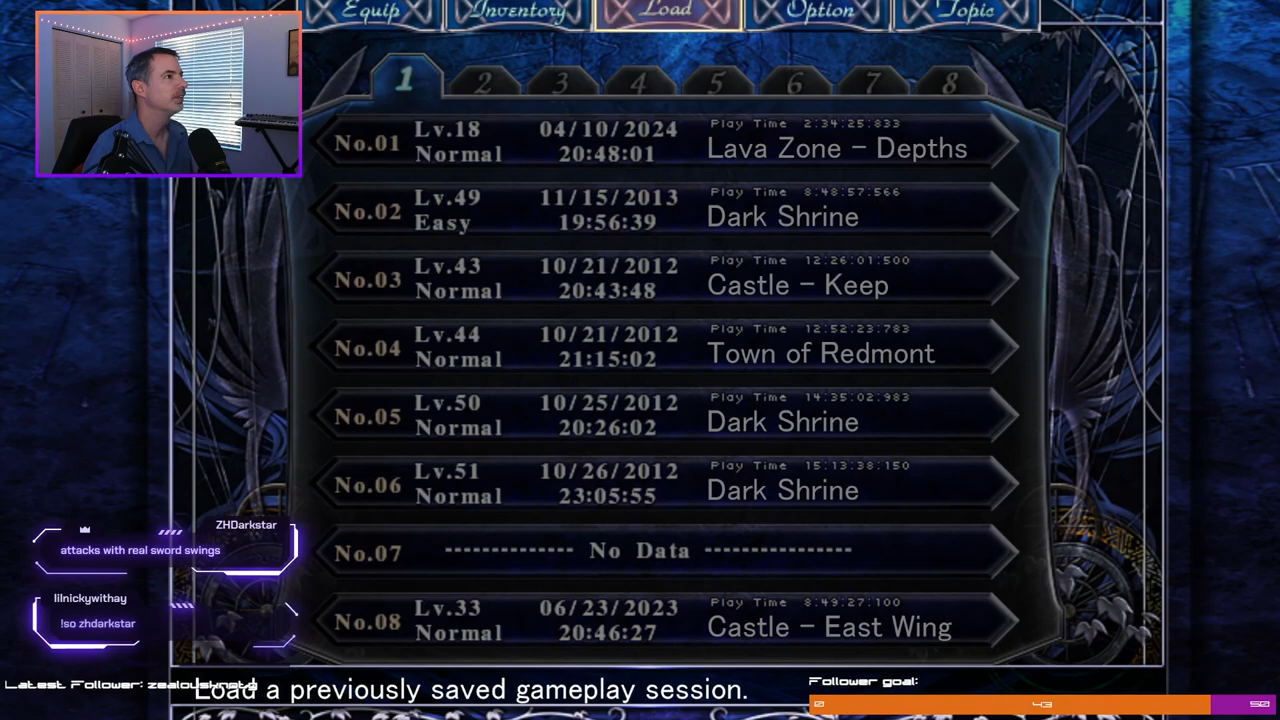 Equip Inventory Load Option Topic
1 2 3 4 5 6 7 8
No.01 Lv.18 Normal 04/10/2024 20:48:01 Play Time 2:34:25:833 Lava Zone - Depths
No.02 Lv.49 Easy 11/15/2013 19:56:39 Play Time 8:48:57:566 Dark Shrine
No.03 Lv.43 Normal 10/21/2012 20:43:48 Play Time 12:26:01:500 Castle - Keep
No.04 Lv.44 Normal 10/21/2012 21:15:02 Play Time 12:52:23:783 Town of Redmont
No.05 Lv.50 Normal 10/25/2012 20:26:02 Play Time 14:35:02:983 Dark Shrine
No.06 Lv.51 Normal 10/26/2012 23:05:55 Play Time 15:13:38:150 Dark Shrine
No.07 -------------- No Data ----------------
No.08 Lv.33 Normal 06/23/2023 20:46:27 Play Time 8:49:27:100 Castle - East Wing
ZHDarkstar
attacks with real sword swings
lilnickywithay
!so zhdarkstar
Latest Follower:
Load a previously saved gameplay session.
Follower goal:
0 43 50